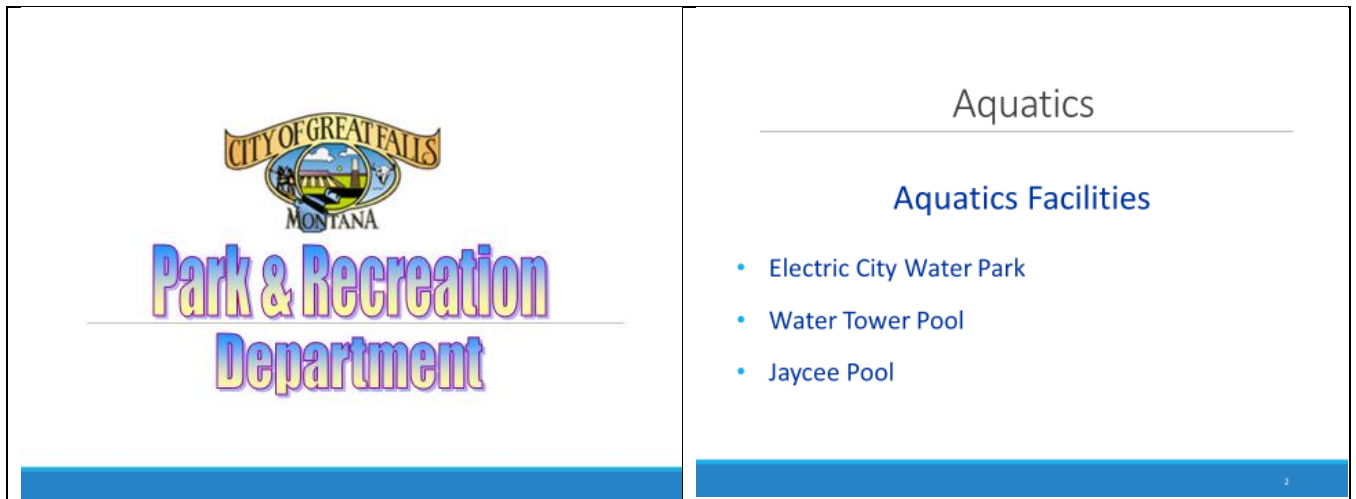 CITY OF GREAT FALLS
MONTANA
Park & Recreation
Department
Aquatics
Aquatics Facilities
• Electric City Water Park
• Water Tower Pool
• Jaycee Pool
2